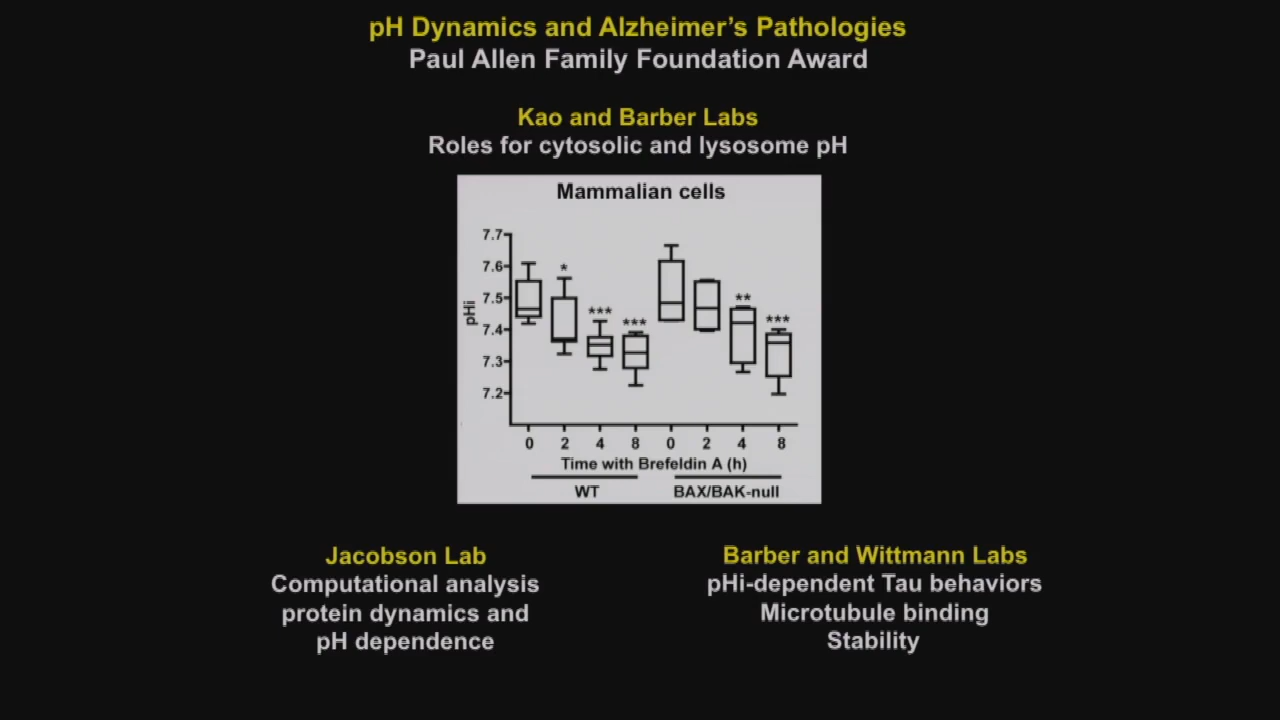 pH Dynamics and Alzheimer’s Pathologies
Paul Allen Family Foundation Award
Kao and Barber Labs
Roles for cytosolic and lysosome pH
Mammalian cells
7.7
7.6
7.5
7.4
7.3
7.2
pHi
*
***
***
**
***
0 2 4 8 0 2 4 8
Time with Brefeldin A (h)
WT BAX/BAK-null
Jacobson Lab
Computational analysis
protein dynamics and
pH dependence
Barber and Wittmann Labs
pHi-dependent Tau behaviors
Microtubule binding
Stability